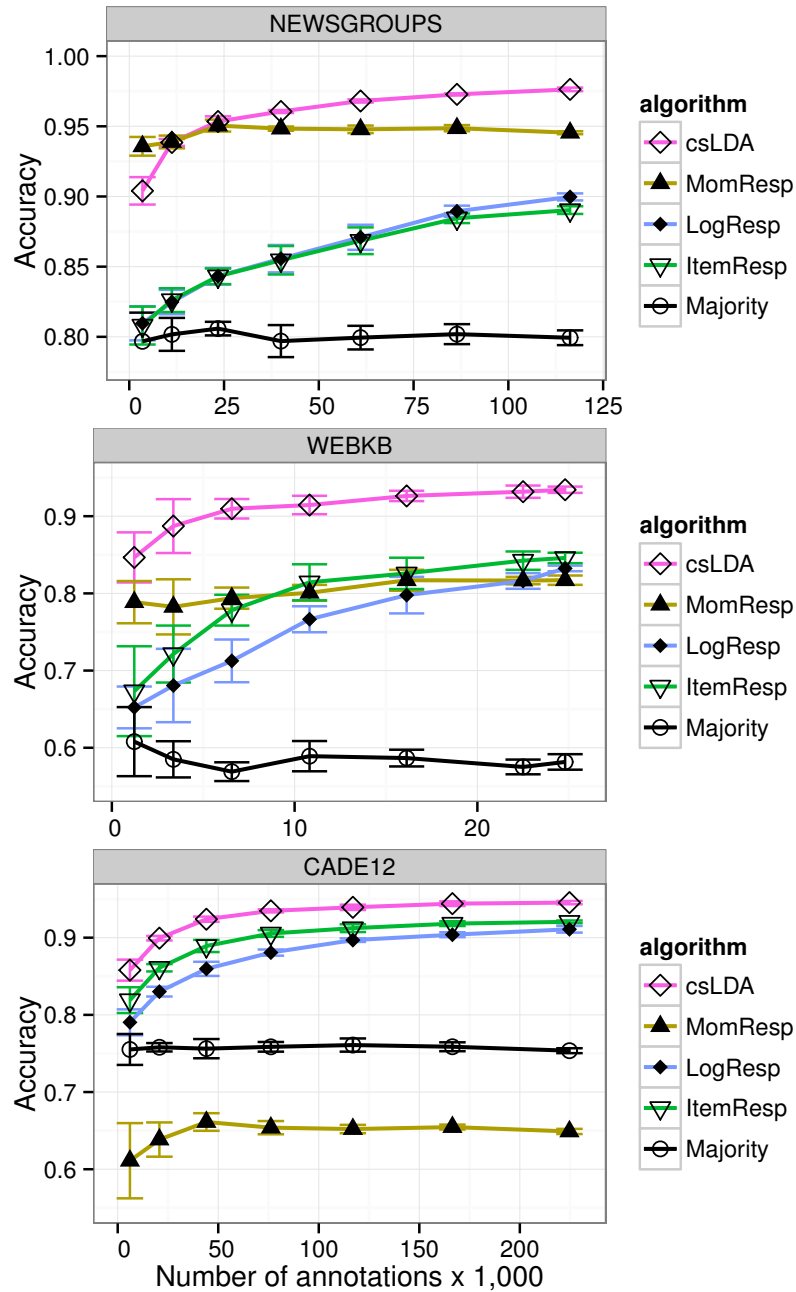 NEWSGROUPS
1.00
0.95
0.90
0.85
0.80
Accuracy
0 25 50 75 100 125
algorithm
csLDA
MomResp
LogResp
ItemResp
Majority
WEBKB
0.9
0.8
0.7
0.6
Accuracy
0 10 20
algorithm
csLDA
MomResp
LogResp
ItemResp
Majority
CADE12
0.9
0.8
0.7
0.6
Accuracy
0 50 100 150 200
Number of annotations x 1,000
algorithm
csLDA
MomResp
LogResp
ItemResp
Majority